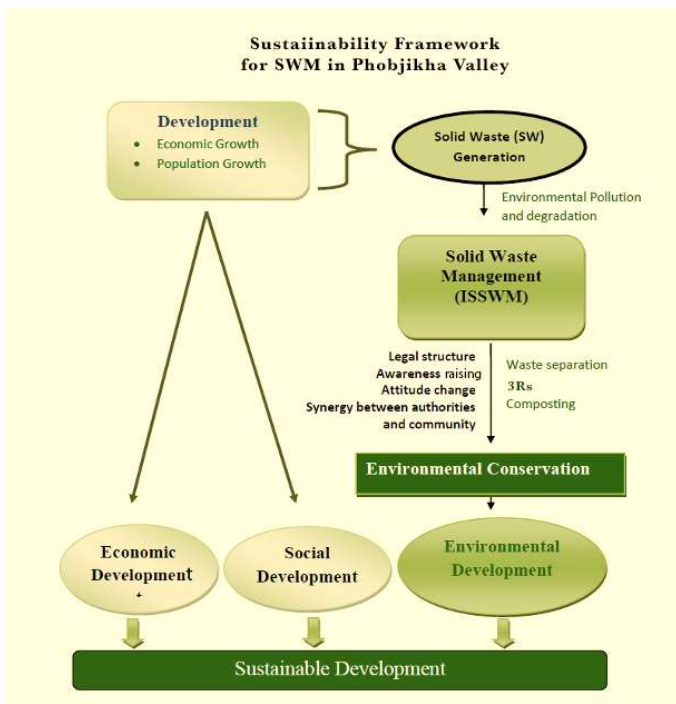 Sustaiinability Framework
for SWM in Phobjikha Valley
Development
• Economic Growth
• Population Growth
Solid Waste (SW)
Generation
Environmental Pollution
and degradation
Solid Waste
Management
(ISSWM)
Legal structure
Awareness raising
Attitude change
Synergy between authorities
and community
Waste separation
3Rs
Composting
Environmental Conservation
Economic
Development
+
Social
Development
Environmental
Development
Sustainable Development